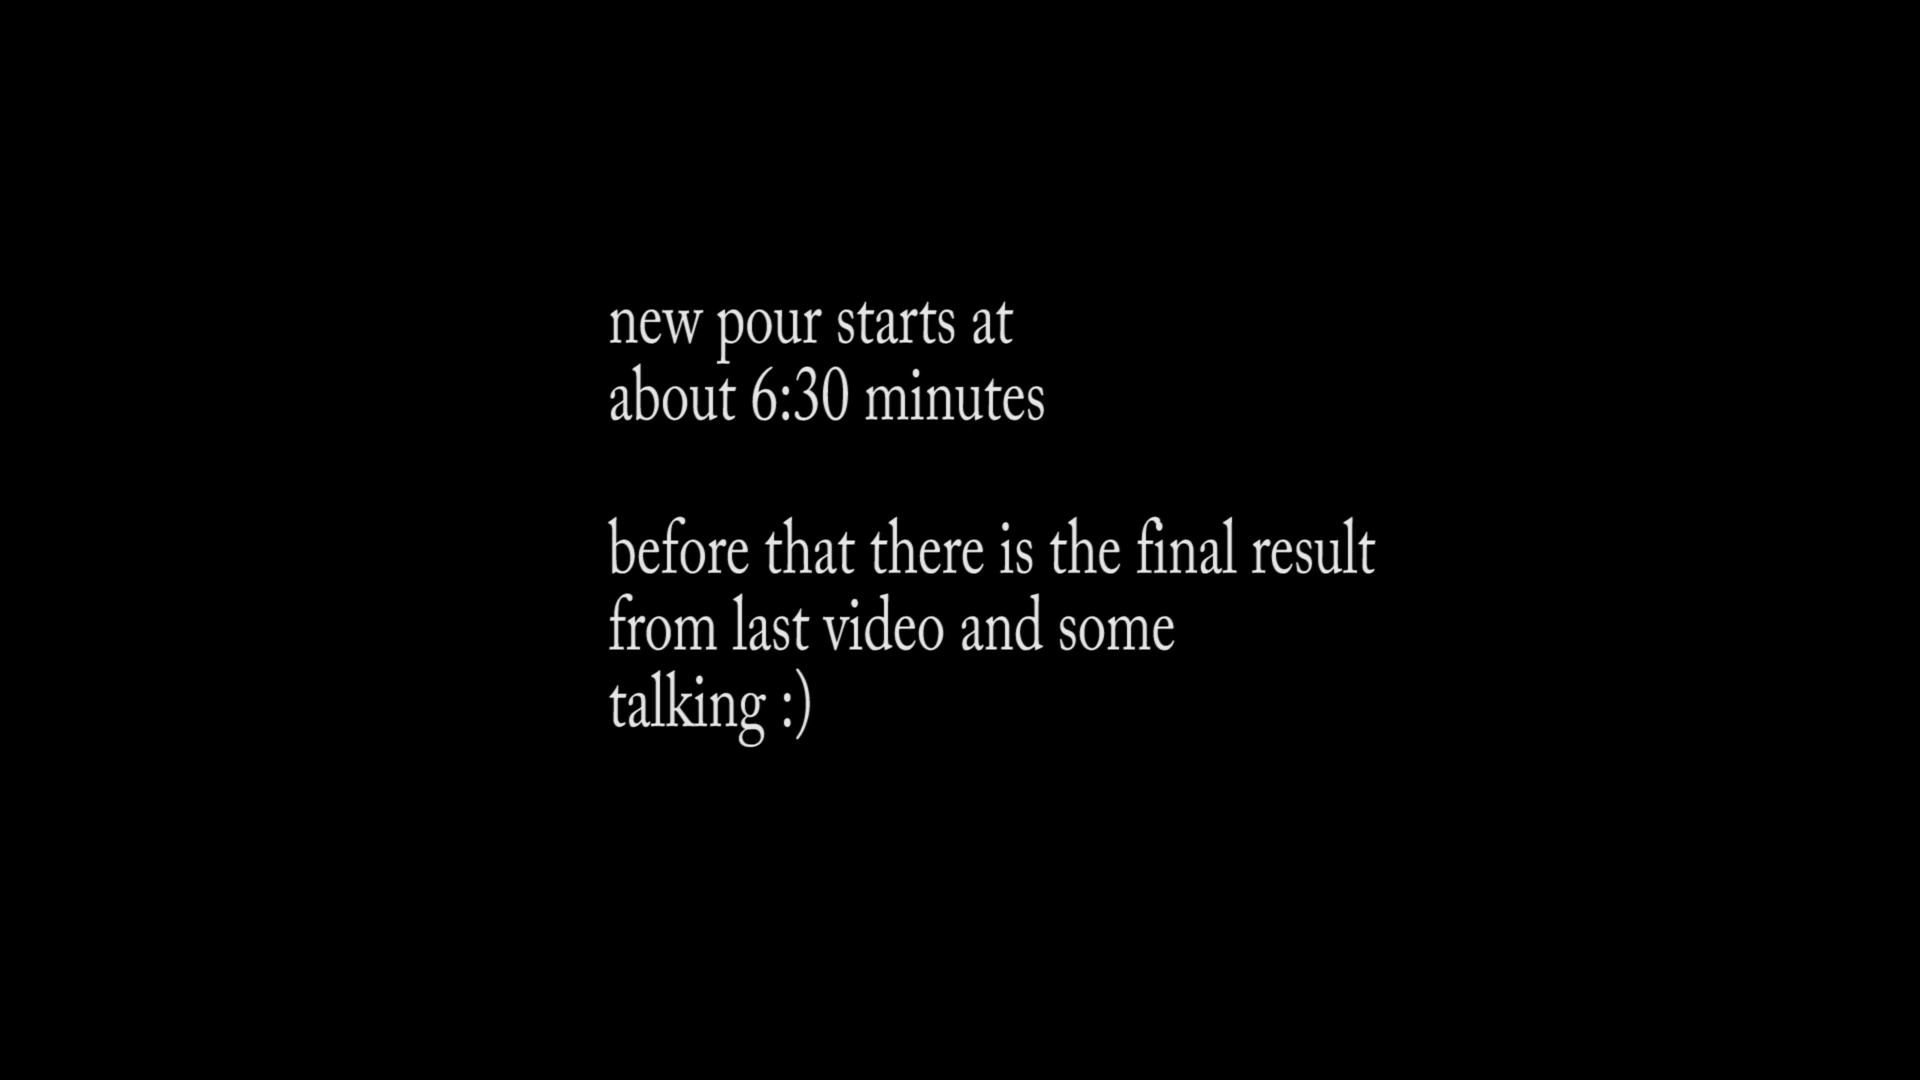 new pour starts at
about 6:30 minutes
before that there is the final result
from last video and some
talking :)